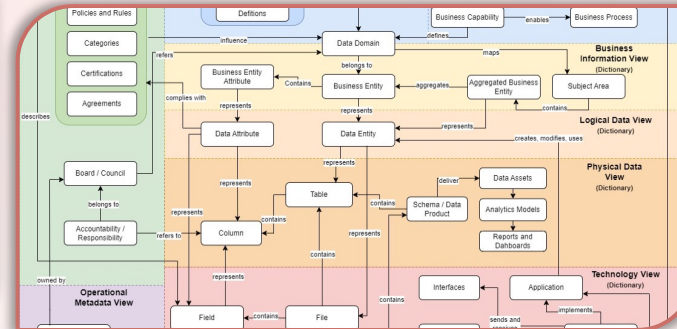 Policies and Rules
Defitions
Business Capability
enables
Business Process
Categories
influence
defines
refers
Data Domain
maps
Business
Information View
(Dictionary)
Certifications
belongs to
Business Entity
Attribute
Contains
Business Entity
aggregates
Aggregated Business
Entity
Subject Area
Agreements
complies with
contains
represents
represents
Logical Data View
(Dictionary)
describes
Data Attribute
Data Entity
represents
creates, modifies, uses
represents
Physical Data
View
(Dictionary)
Board / Council
represents
deliver
Data Assets
Table
contains
belongs to
represents
Schema / Data
Product
Analytics Models
contains
Accountability /
Responsibility
refers to
Column
represents
Reports and
Dahboards
contains
Technology View
(Dictionary)
owned by
represents
Operational
Metadata View
contains
Interfaces
Application
implements
Field
contains
File
sends and